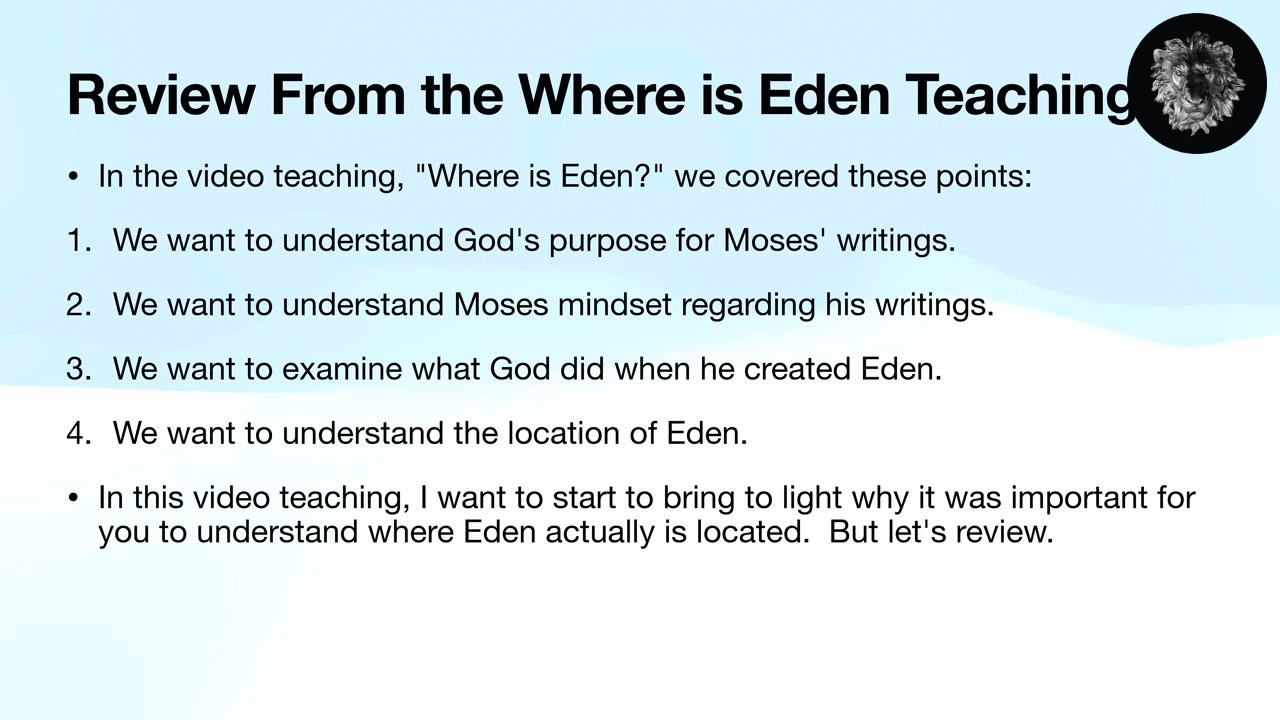 Review From the Where is Eden Teaching
• In the video teaching, "Where is Eden?" we covered these points:
1. We want to understand God's purpose for Moses' writings.
2. We want to understand Moses mindset regarding his writings.
3. We want to examine what God did when he created Eden.
4. We want to understand the location of Eden.
• In this video teaching, I want to start to bring to light why it was important for
you to understand where Eden actually is located.  But let's review.